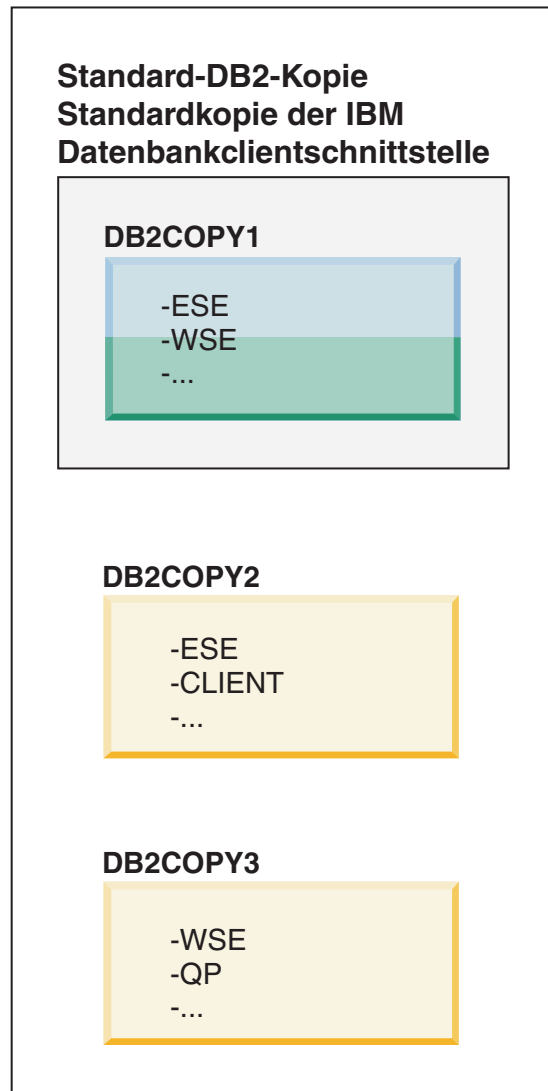 Standard-DB2-Kopie
Standardkopie der IBM
Datenbankclientschnittstelle
DB2COPY1
-ESE
-WSE
-...
DB2COPY2
-ESE
-CLIENT
-...
DB2COPY3
-WSE
-QP
-...